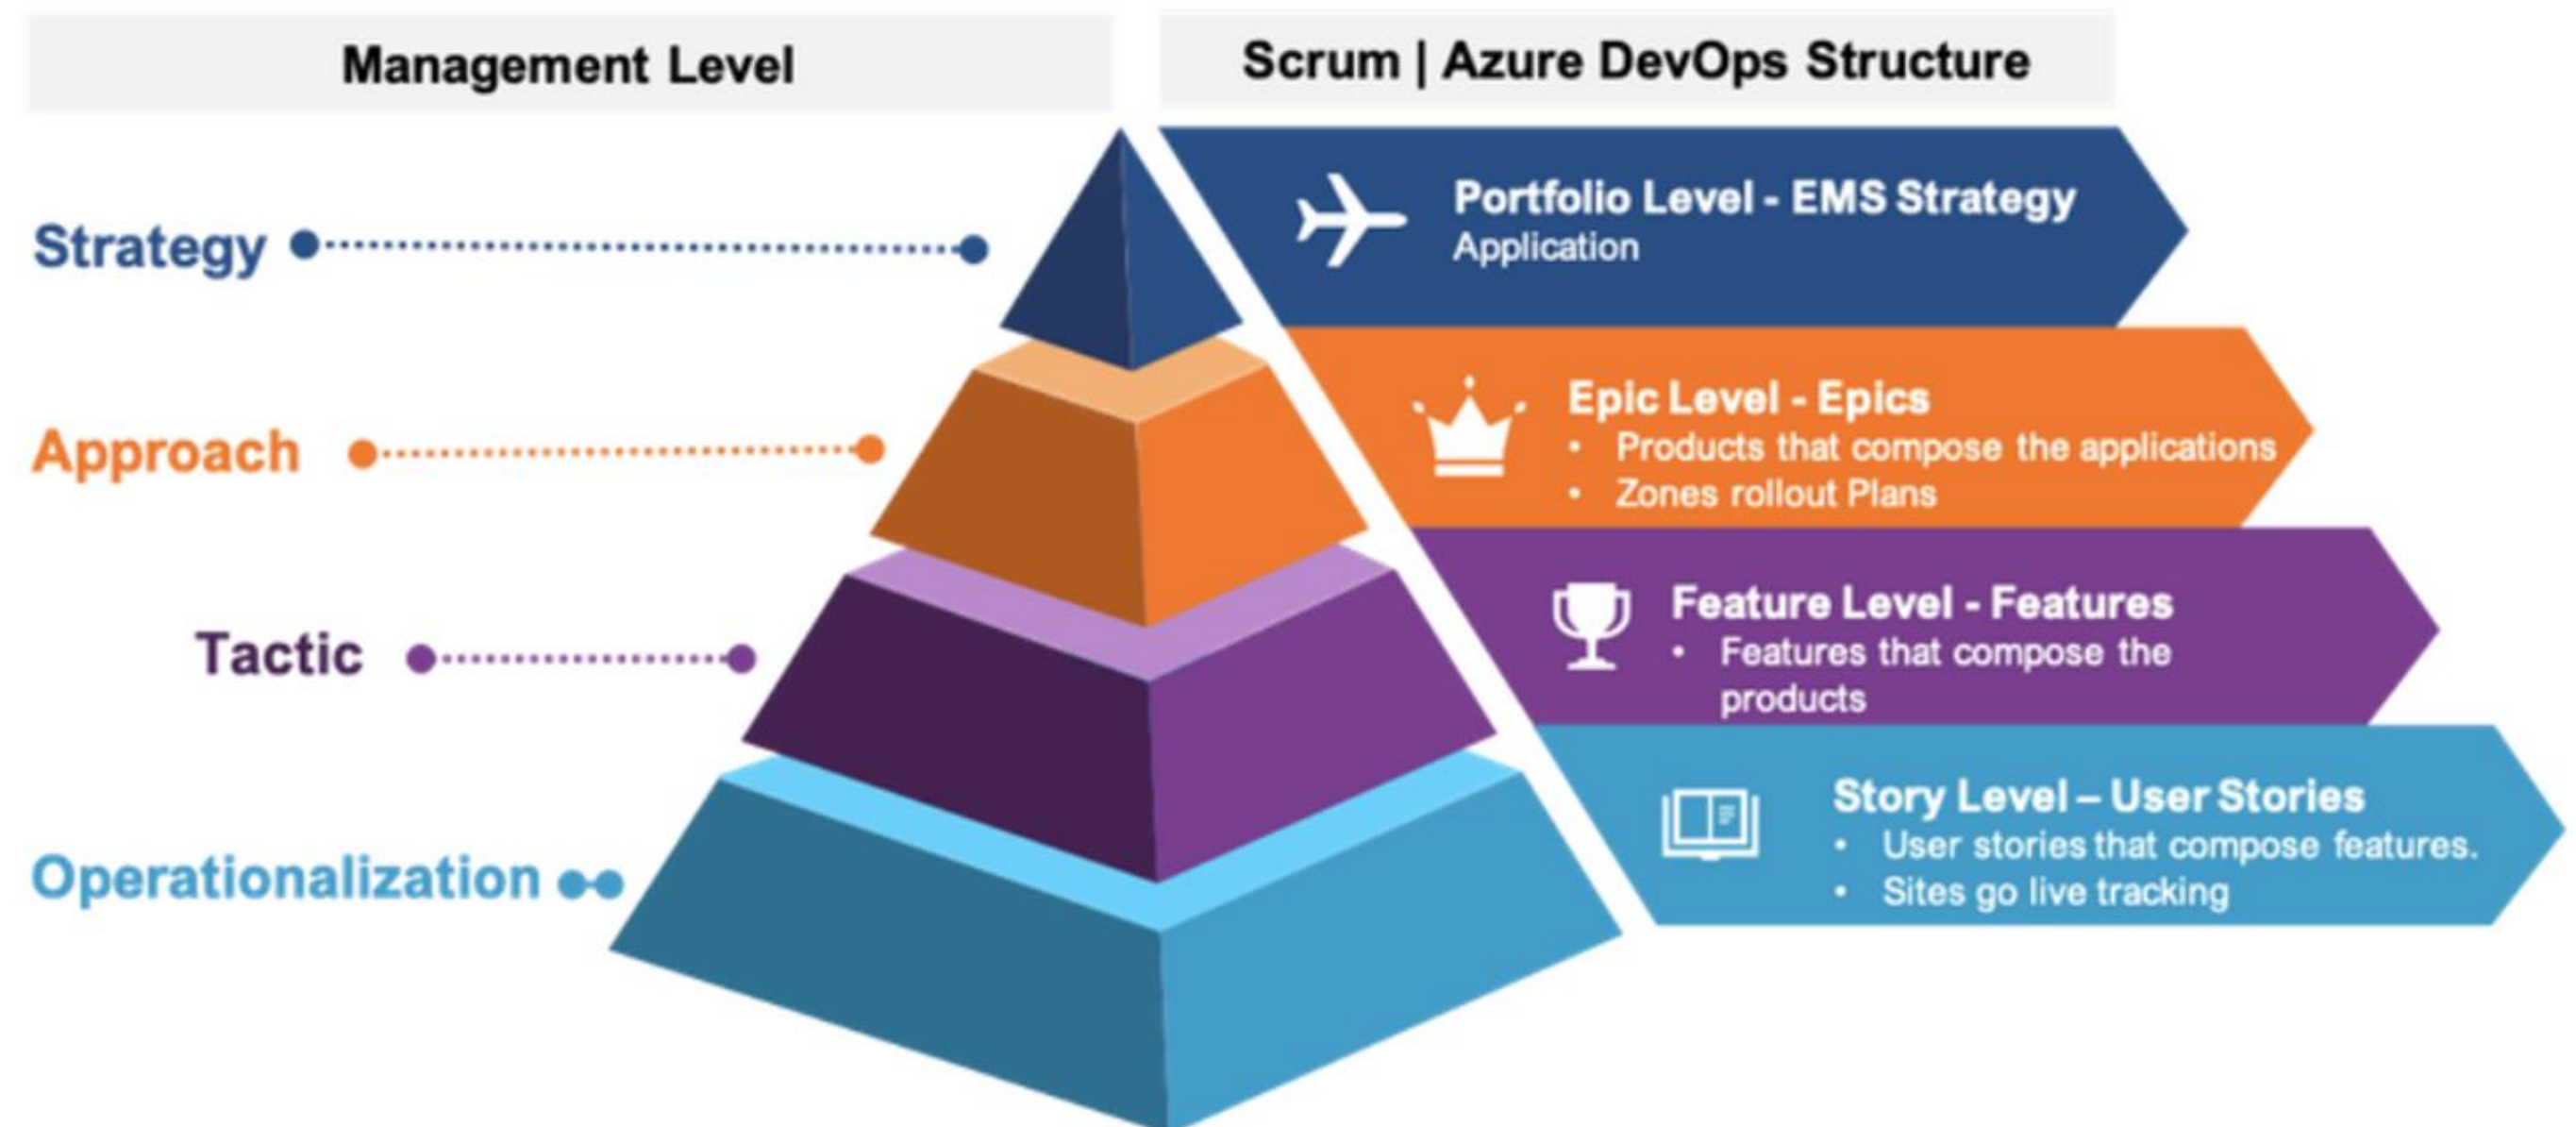 Management Level
Scrum | Azure DevOps Structure
Strategy
Portfolio Level - EMS Strategy
Application
Approach
Epic Level - Epics
• Products that compose the applications
• Zones rollout Plans
Tactic
Feature Level - Features
• Features that compose the
products
Operationalization
Story Level – User Stories
• User stories that compose features.
• Sites go live tracking